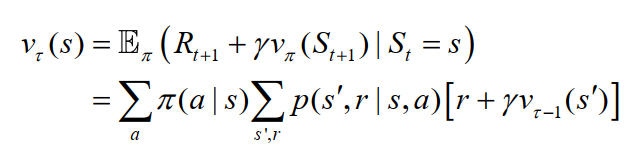 v_τ(s) = 𝔼_π(R_{t+1} + γv_π(S_{t+1}) | S_t = s)
= ∑_a π(a | s) ∑_{s',r} p(s', r | s, a)[r + γv_{τ−1}(s')]